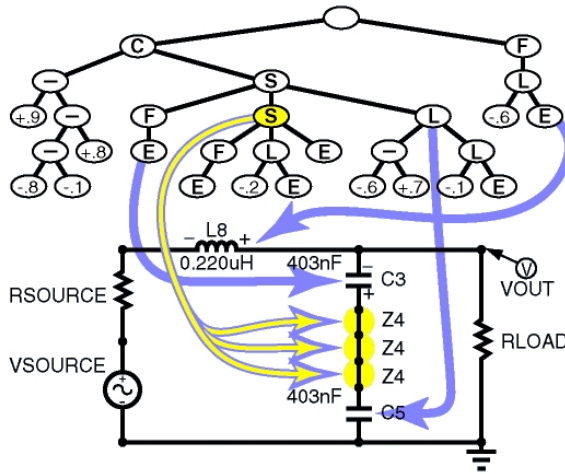 C F
− S L
+.9 − F S L -.6 E
− +.8 E F L E − L
-.8 -.1 E -.2 E -.6 +.7 -.1 E
− L8 +
0.220uH 403nF − C3
+
RSOURCE
V VOUT
Z4
Z4
Z4
RLOAD
VSOURCE
+
-
403nF
C5